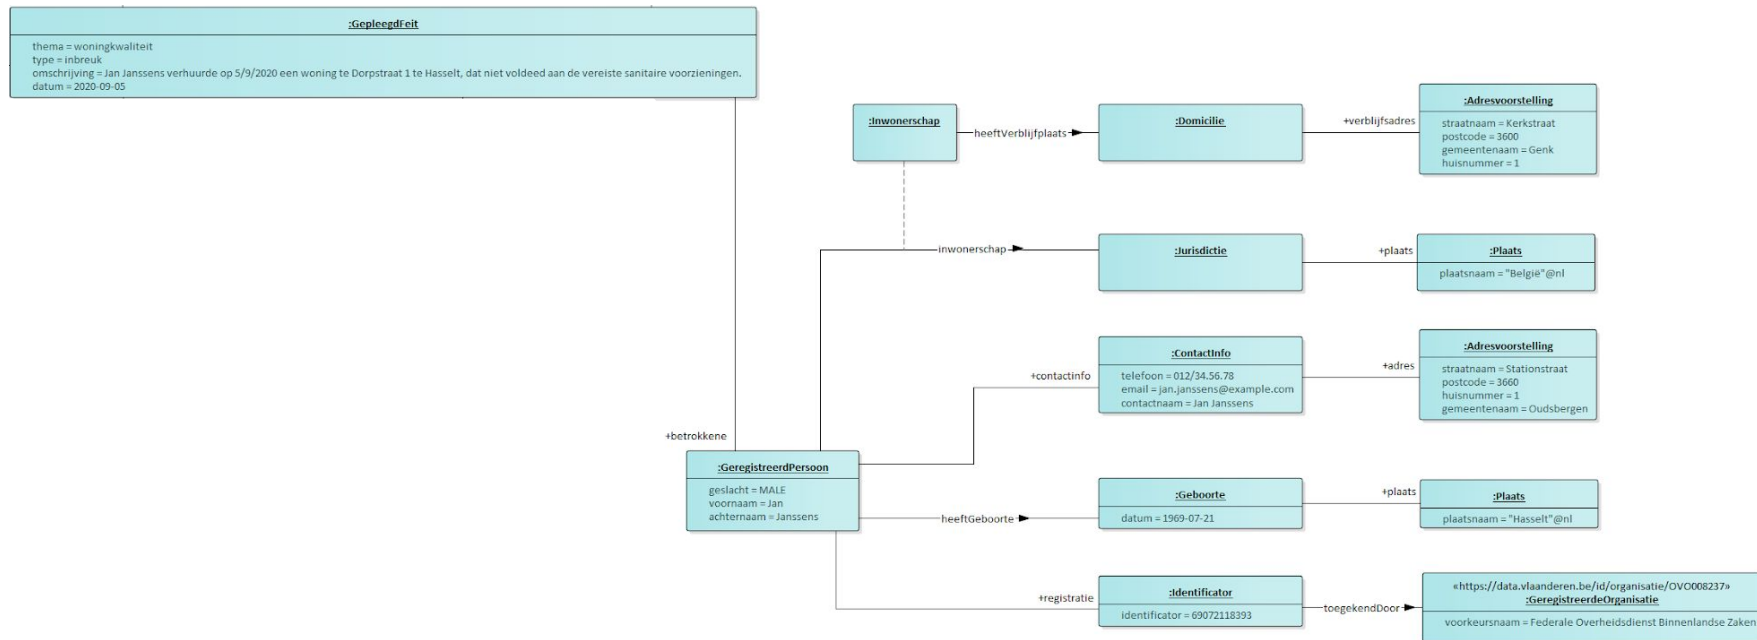 :GepleegdFeit
thema = woningkwaliteit
type = inbreuk
omschrijving = Jan Janssens verhuurde op 5/9/2020 een woning te Dorpstraat 1 te Hasselt, dat niet voldeed aan de vereiste sanitaire voorzieningen.
datum = 2020-09-05
:Inwonerschap
heeftVerblijfplaats
:Domicilie
+verblijfsadres
:Adresvoorstelling
straatnaam = Kerkstraat
postcode = 3600
gemeentenaam = Genk
huisnummer = 1
inwonerschap
:Jurisdictie
+plaats
:Plaats
plaatsnaam = "België"@nl
+contactinfo
:ContactInfo
telefoon = 012/34.56.78
email = jan.janssens@example.com
contactnaam = Jan Janssens
+adres
:Adresvoorstelling
straatnaam = Stationstraat
postcode = 3660
huisnummer = 1
gemeentenaam = Oudsbergen
+betrokkene
:GeregistreerdPersoon
geslacht = MALE
voornaam = Jan
achternaam = Janssens
heeftGeboorte
:Geboorte
datum = 1969-07-21
+plaats
:Plaats
plaatsnaam = "Hasselt"@nl
+registratie
:Identificator
identificator = 69072118393
toegekendDoor
«https://data.vlaanderen.be/id/organisatie/OVO008237»
:GeregistreerdeOrganisatie
voorkeursnaam = Federale Overheidsdienst Binnenlandse Zaken